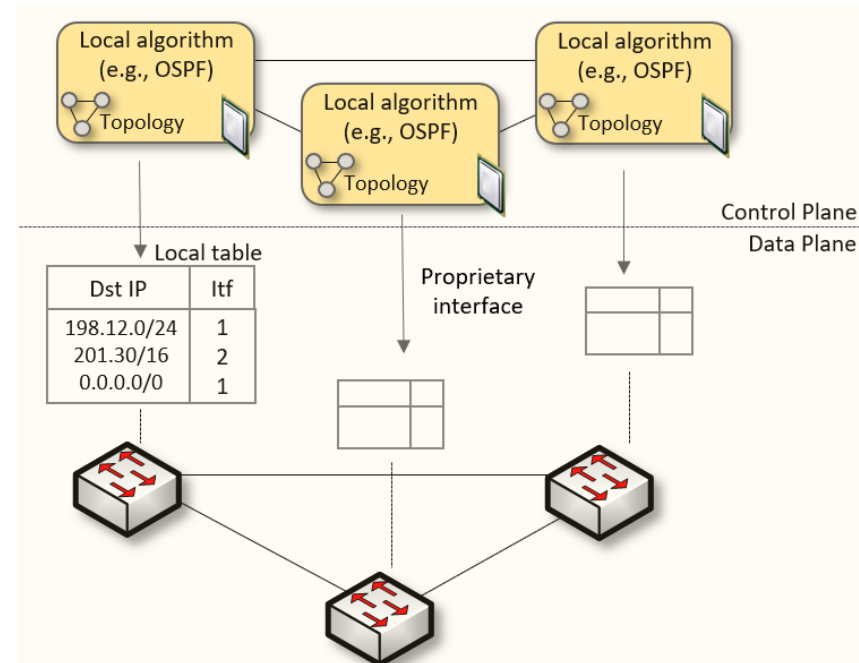 Local algorithm
(e.g., OSPF)
Topology
Local algorithm
(e.g., OSPF)
Topology
Local algorithm
(e.g., OSPF)
Topology
Control Plane
Data Plane
Local table
Dst IP Itf
198.12.0/24 1
201.30/16 2
0.0.0.0/0 1
Proprietary
interface